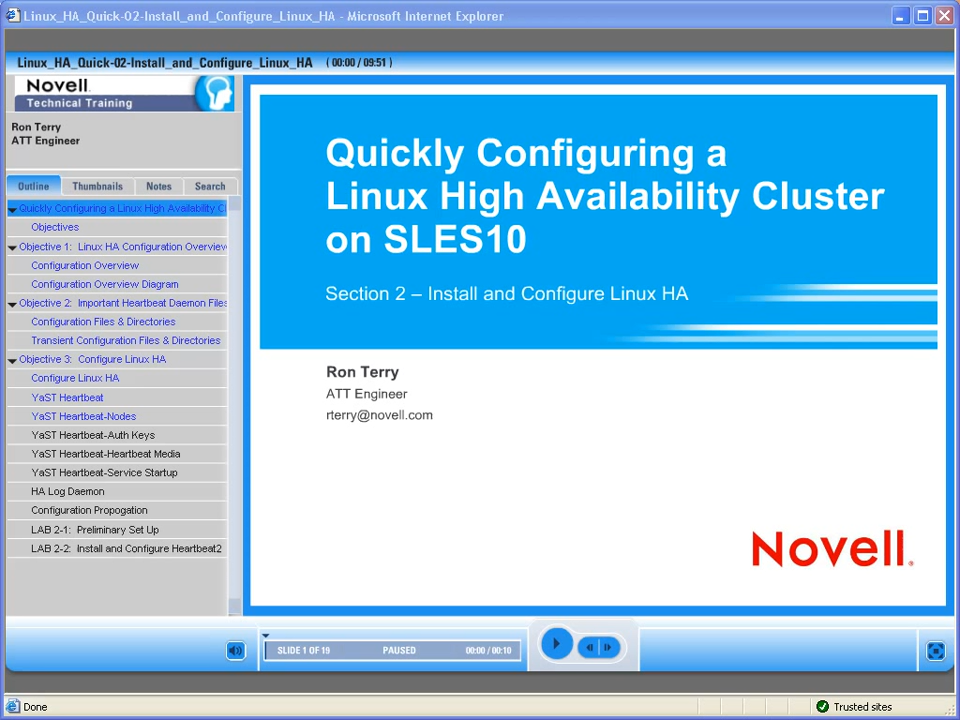 Linux_HA_Quick-02-Install_and_Configure_Linux_HA - Microsoft Internet Explorer
Linux_HA_Quick-02-Install_and_Configure_Linux_HA (00:00 / 09:51)
Novell.
Technical Training
Ron Terry
ATT Engineer
Outline Thumbnails Notes Search
Quickly Configuring a Linux High Availability Cl
Objectives
Objective 1: Linux HA Configuration Overview
Configuration Overview
Configuration Overview Diagram
Objective 2: Important Heartbeat Daemon Files
Configuration Files & Directories
Transient Configuration Files & Directories
Objective 3: Configure Linux HA
Configure Linux HA
YaST Heartbeat
YaST Heartbeat-Nodes
YaST Heartbeat-Auth Keys
YaST Heartbeat-Heartbeat Media
YaST Heartbeat-Service Startup
HA Log Daemon
Configuration Propogation
LAB 2-1: Preliminary Set Up
LAB 2-2: Install and Configure Heartbeat2
Quickly Configuring a
Linux High Availability Cluster
on SLES10
Section 2 – Install and Configure Linux HA
Ron Terry
ATT Engineer
rterry@novell.com
Novell®
SLIDE 1 OF 19 PAUSED 00:00 / 00:10
Done Trusted sites